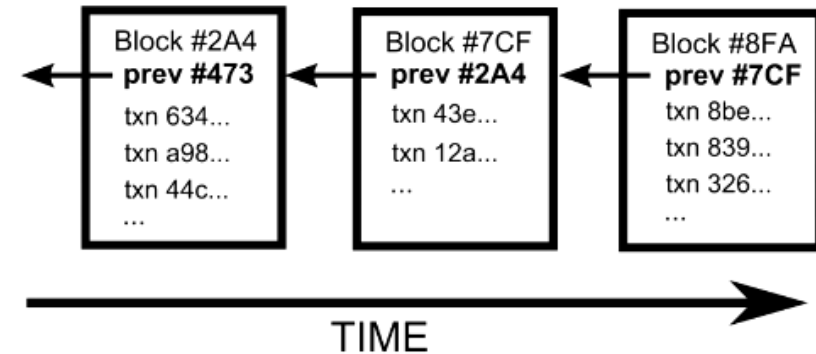 Block #2A4
prev #473
txn 634...
txn a98...
txn 44c...
...
Block #7CF
prev #2A4
txn 43e...
txn 12a...
...
Block #8FA
prev #7CF
txn 8be...
txn 839...
txn 326...
...
TIME